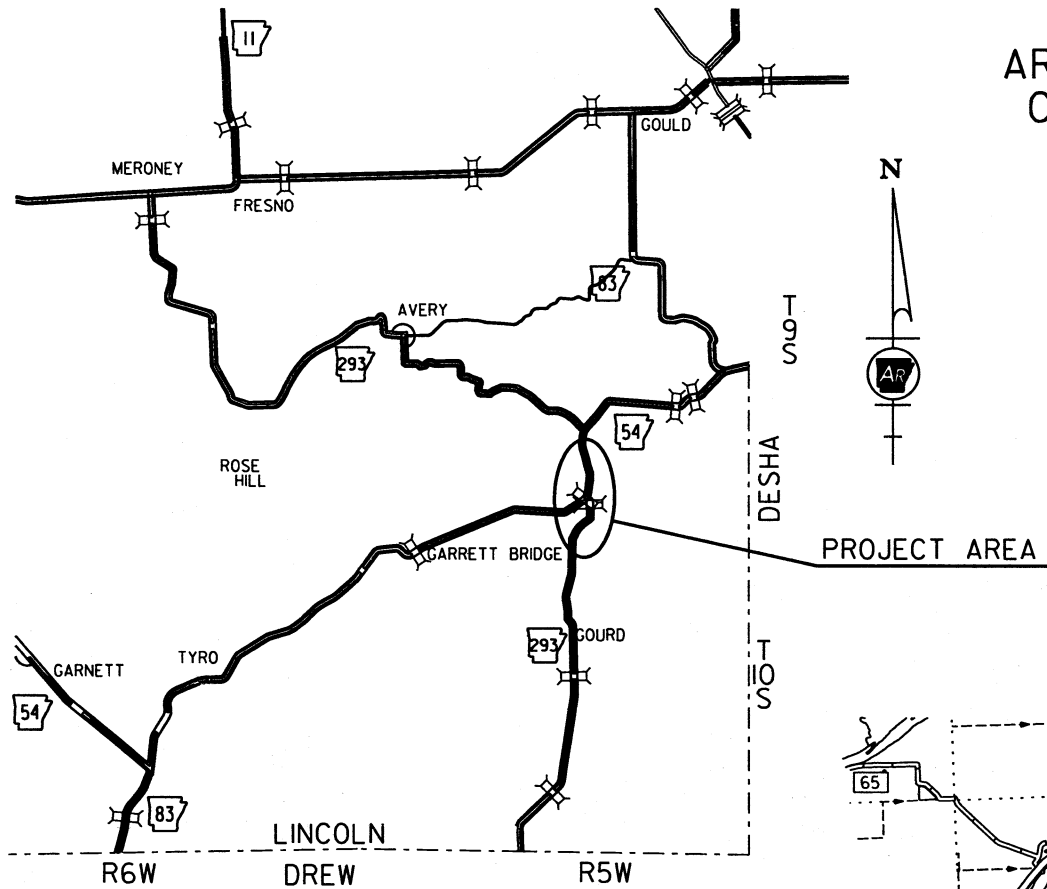 11
AR
C
GOULD
MERONEY
FRESNO
N
83
AVERY
T
9
S
293
AR
54
ROSE
HILL
DESHA
GARRETT BRIDGE
PROJECT AREA
293
GOURD
TYRO
GARNETT
T
10
S
54
65
83
LINCOLN
R6W
DREW
R5W